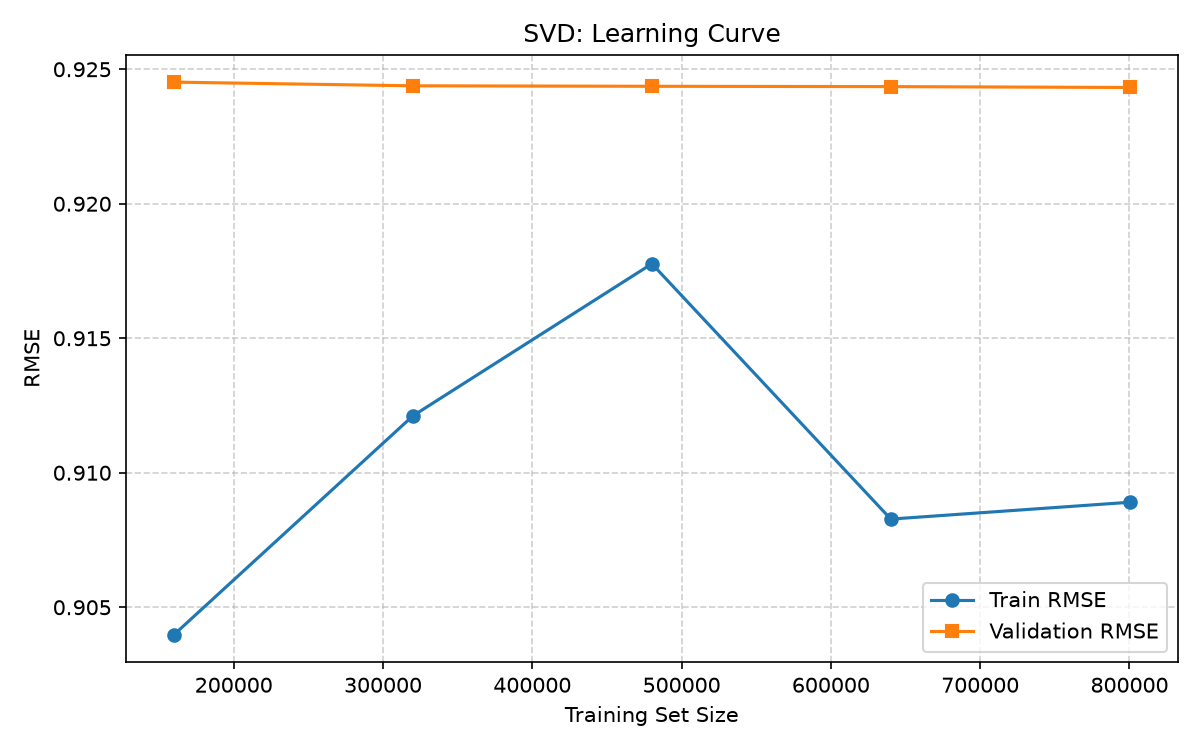 SVD: Learning Curve
RMSE
0.925
0.920
0.915
0.910
0.905
200000 300000 400000 500000 600000 700000 800000
Training Set Size
Train RMSE
Validation RMSE